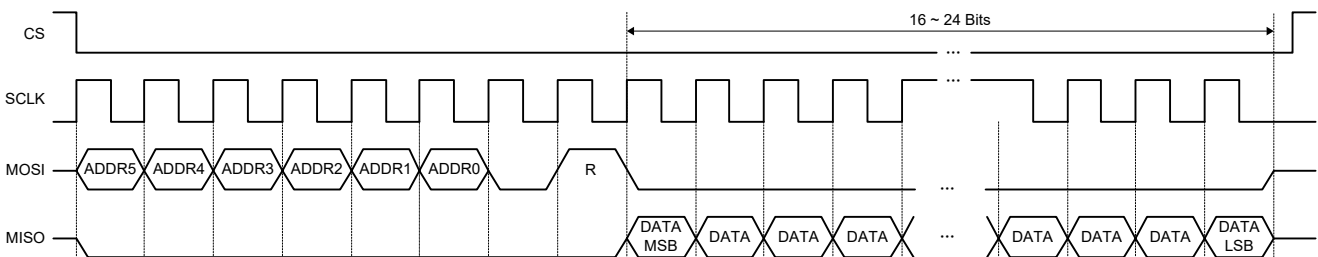 16 ~ 24 Bits
CS
...
SCLK
...
MOSI ADDR5 ADDR4 ADDR3 ADDR2 ADDR1 ADDR0 R
...
MISO DATA MSB DATA DATA DATA ... DATA DATA DATA DATA LSB